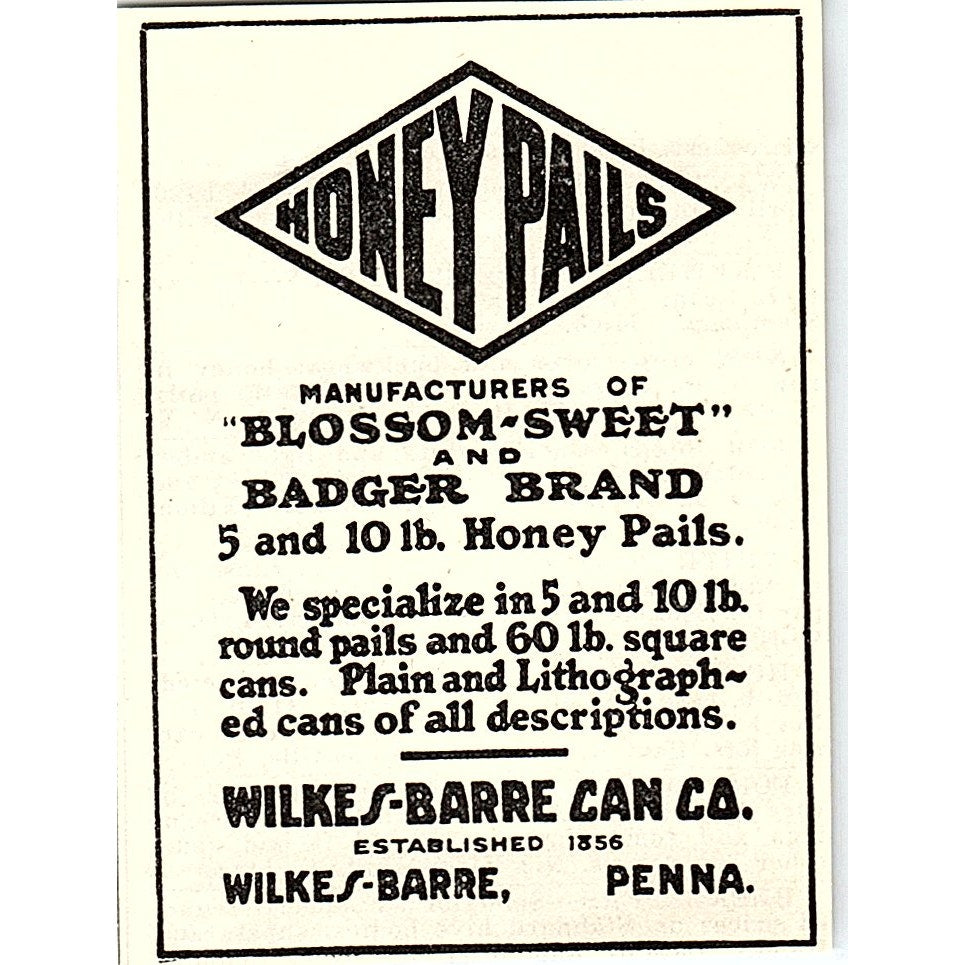 HONEY PAILS
MANUFACTURERS OF
"BLOSSOM-SWEET"
AND
BADGER BRAND
5 and 10 lb. Honey Pails.
We specialize in 5 and 10 lb.
round pails and 60 lb. square
cans. Plain and Lithograph-
ed cans of all descriptions.
WILKES-BARRE CAN CO.
ESTABLISHED 1856
WILKES-BARRE, PENNA.